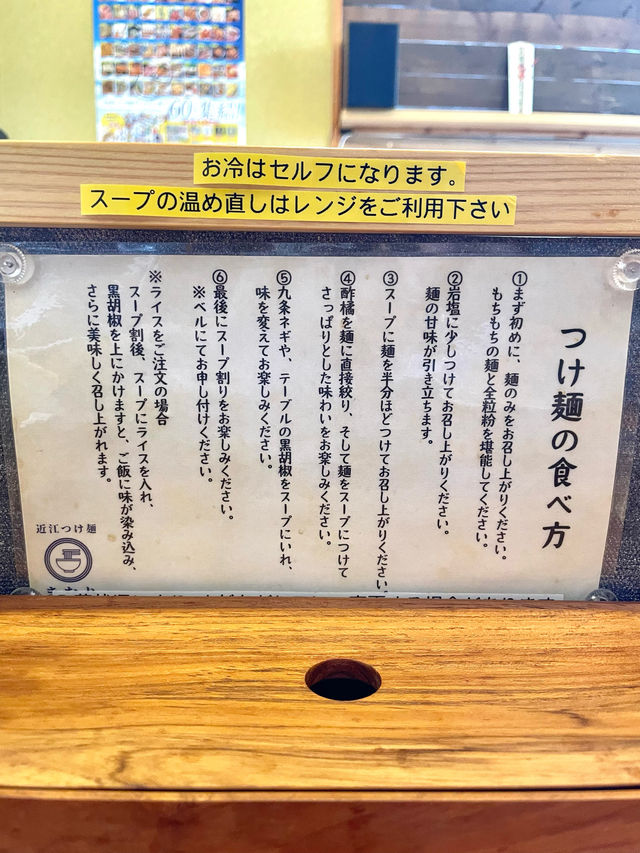 お冷はセルフになります。
スープの温め直しはレンジをご利用下さい
つけ麺の食べ方
①まず初めに、麺のみをお召し上がりください。
もちもちの麺と全粒粉を堪能してください。
②岩塩に少しつけてお召し上がりください。
麺の甘味が引き立ちます。
③スープに麺を半分ほどつけてお召し上がりください。
④酢橘を麺に直接絞り、そして麺をスープにつけて
さっぱりとした味わいをお楽しみください。
⑤九条ネギや、テーブルの黒胡椒をスープにいれ、
味を変えてお楽しみください。
⑥最後にスープ割りをお楽しみください。
※ベルにてお申し付けください。
※ライスをご注文の場合
スープ割後、スープにライスを入れ、
黒胡椒を上にかけますと、ご飯に味が染み込み、
さらに美味しく召し上がれます。
近江つけ麺